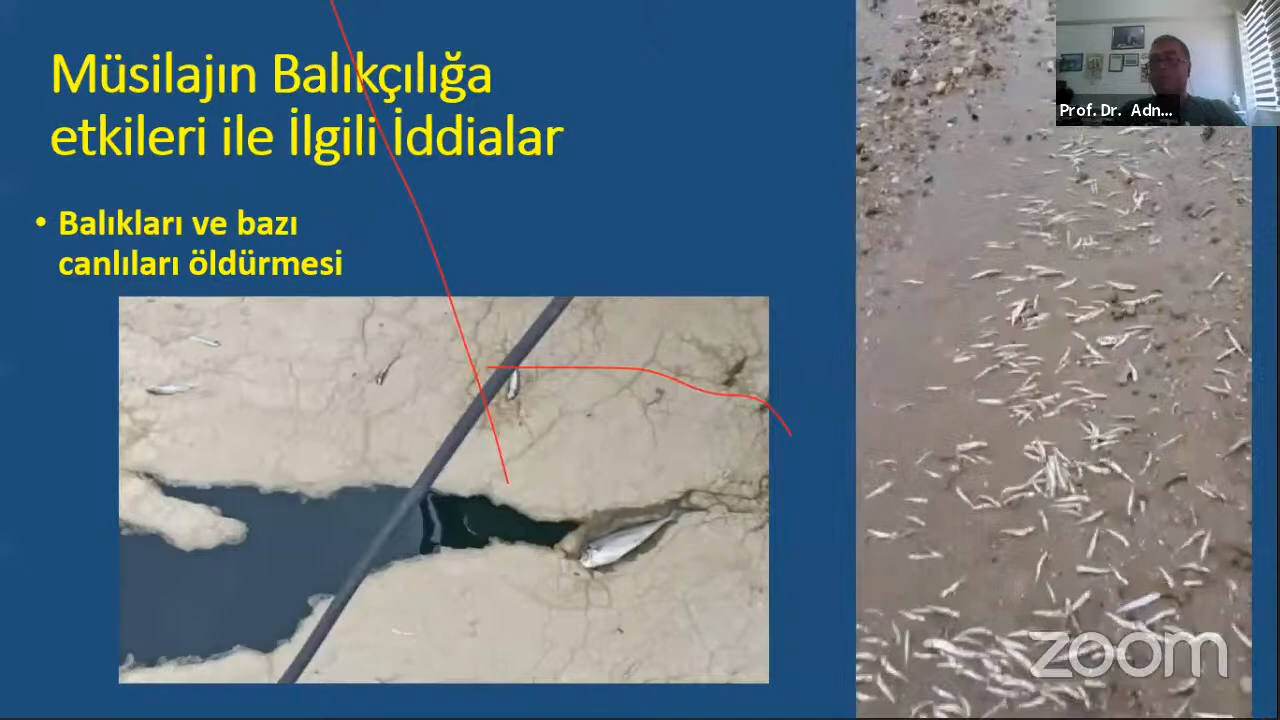 Müsilajın Balıkçılığa
etkileri ile İlgili İddialar
• Balıkları ve bazı
canlıları öldürmesi
Prof. Dr. Adn...
zoom